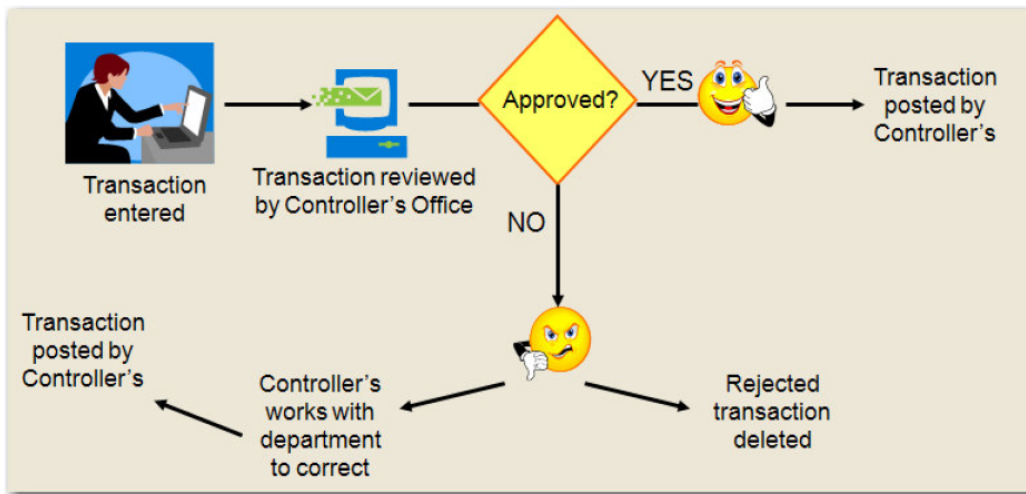 Transaction
entered
Transaction reviewed
by Controller's Office
Approved?
YES
Transaction
posted by
Controller's
NO
Transaction
posted by
Controller's
Controller's
works with
department
to correct
Rejected
transaction
deleted